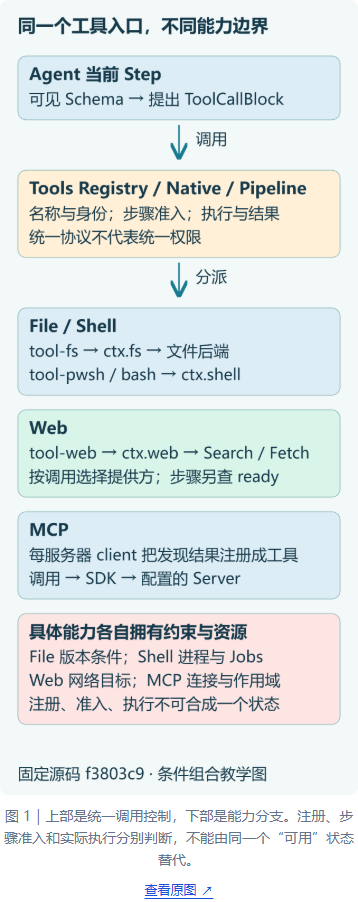 同一个工具入口，不同能力边界
Agent 当前 Step
可见 Schema → 提出 ToolCallBlock
调用
Tools Registry / Native / Pipeline
名称与身份；步骤准入；执行与结果
统一协议不代表统一权限
分派
File / Shell
tool-fs → ctx.fs → 文件后端
tool-pwsh / bash → ctx.shell
Web
tool-web → ctx.web → Search / Fetch
按调用选择提供方；步骤另查 ready
MCP
每服务器 client 把发现结果注册成工具
调用 → SDK → 配置的 Server
具体能力各自拥有约束与资源
File 版本条件；Shell 进程与 Jobs
Web 网络目标；MCP 连接与作用域
注册、准入、执行不可合成一个状态
固定源码 f3803c9 · 条件组合教学图
图 1｜上部是统一调用控制，下部是能力分支。注册、步
骤准入和实际执行分别判断，不能由同一个“可用”状态
替代。
查看原图 ↗